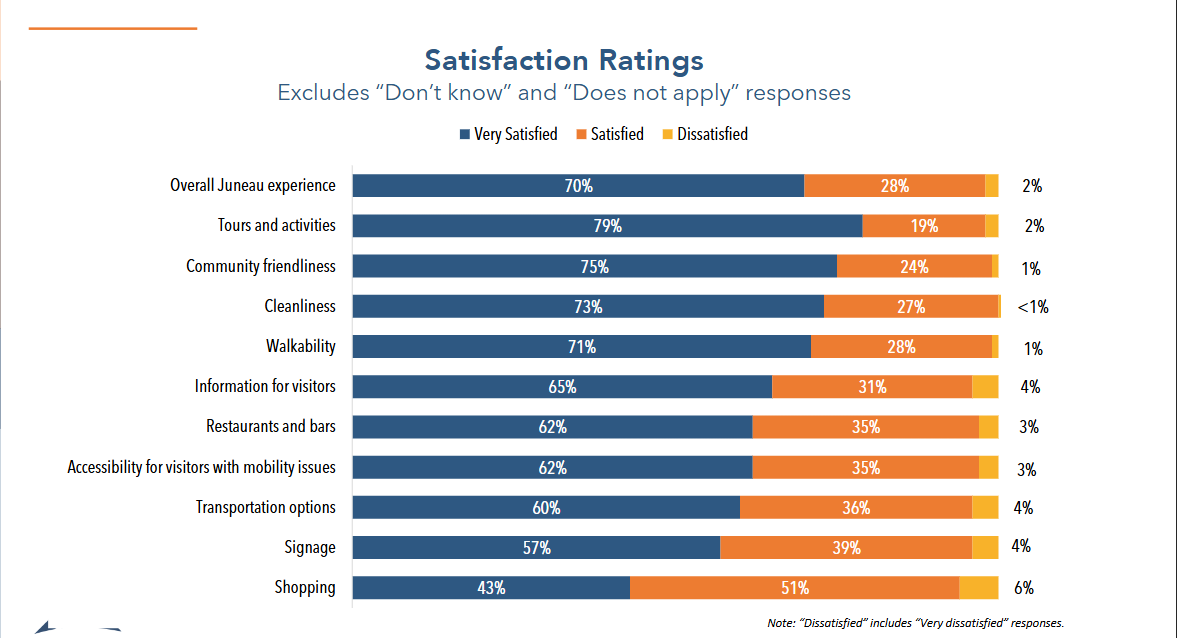 Satisfaction Ratings
Excludes “Don’t know” and “Does not apply” responses
Very Satisfied Satisfied Dissatisfied
Overall Juneau experience 70% 28% 2%
Tours and activities 79% 19% 2%
Community friendliness 75% 24% 1%
Cleanliness 73% 27% <1%
Walkability 71% 28% 1%
Information for visitors 65% 31% 4%
Restaurants and bars 62% 35% 3%
Accessibility for visitors with mobility issues 62% 35% 3%
Transportation options 60% 36% 4%
Signage 57% 39% 4%
Shopping 43% 51% 6%
Note: “Dissatisfied” includes “Very dissatisfied” responses.